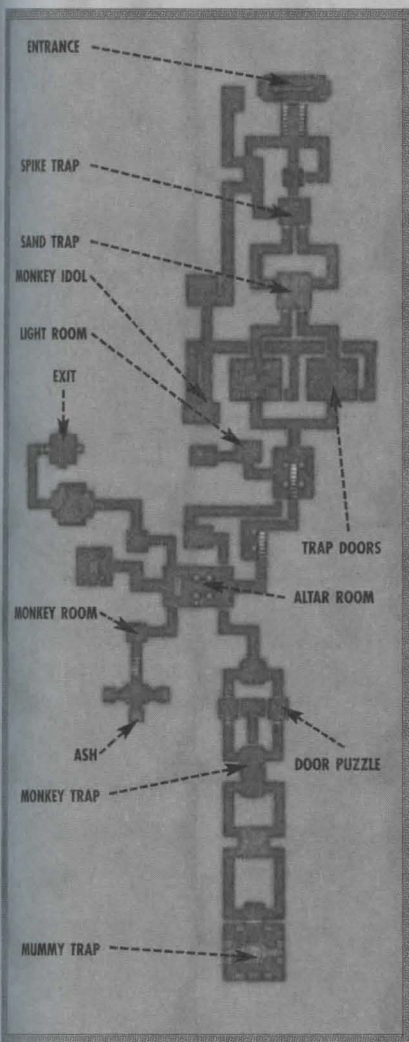 ENTRANCE
SPIKE TRAP
SAND TRAP
MONKEY IDOL
LIGHT ROOM
EXIT
TRAP DOORS
ALTAR ROOM
MONKEY ROOM
ASH
DOOR PUZZLE
MONKEY TRAP
MUMMY TRAP